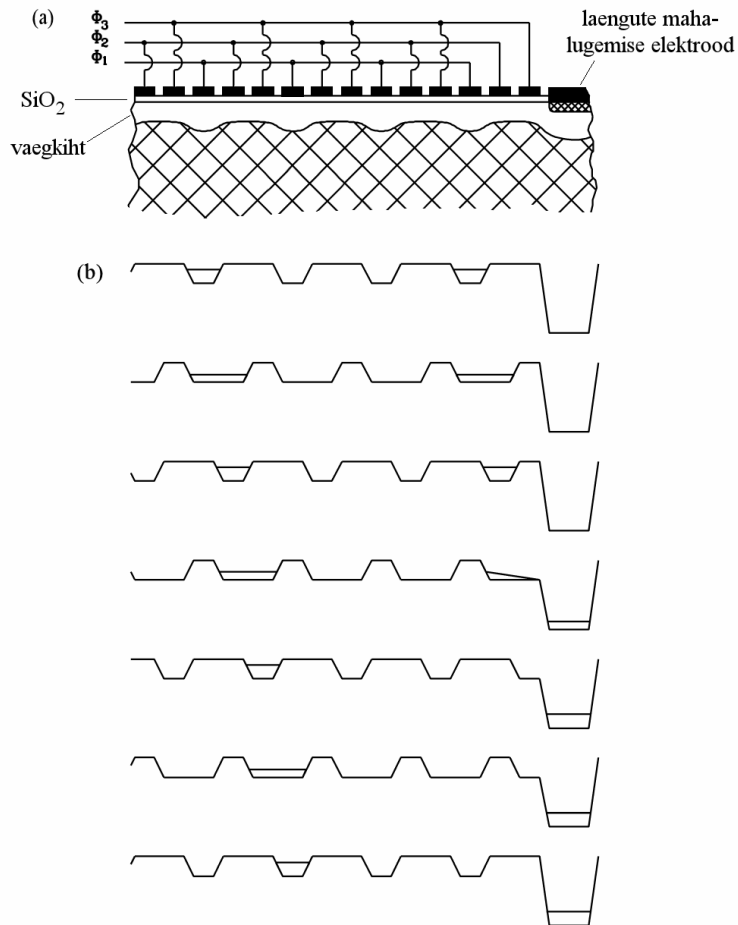 (a)
Φ3
Φ2
Φ1
laengute maha-
lugemise elektrood
SiO2
vaegkiht
(b)